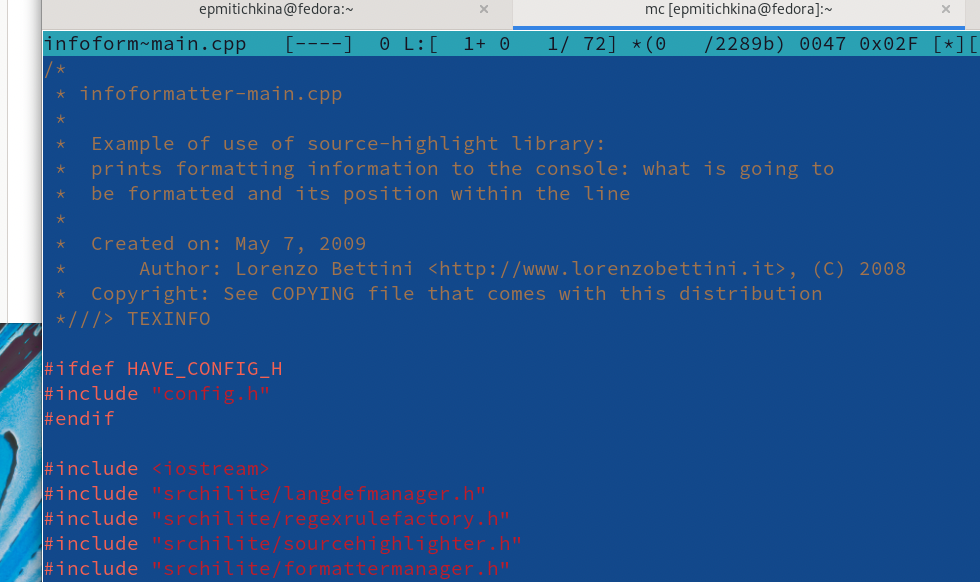 epmitichkina@fedora:~ × mc [epmitichkina@fedora]:~ ×
infoform~main.cpp   [----]  0 L:[  1+ 0   1/ 72] *(0   /2289b) 0047 0x02F [*][
/*
 * infoformatter-main.cpp
 *
 *  Example of use of source-highlight library:
 *  prints formatting information to the console: what is going to
 *  be formatted and its position within the line
 *
 *  Created on: May 7, 2009
 *      Author: Lorenzo Bettini <http://www.lorenzobettini.it>, (C) 2008
 *  Copyright: See COPYING file that comes with this distribution
 *///> TEXINFO
#ifdef HAVE_CONFIG_H
#include "config.h"
#endif
#include <iostream>
#include "srchilite/langdefmanager.h"
#include "srchilite/regexrulefactory.h"
#include "srchilite/sourcehighlighter.h"
#include "srchilite/formattermanager.h"